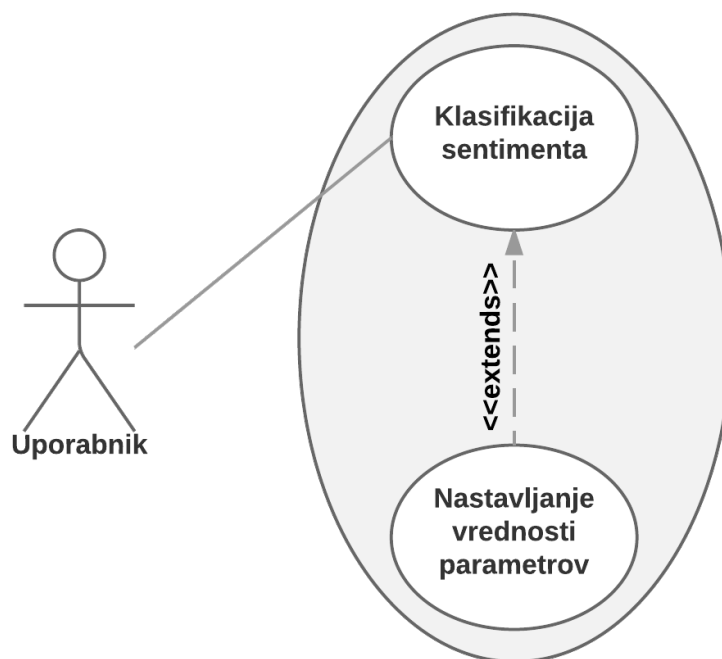 Klasifikacija
sentimenta
<<extends>>
Uporabnik
Nastavljanje
vrednosti
parametrov